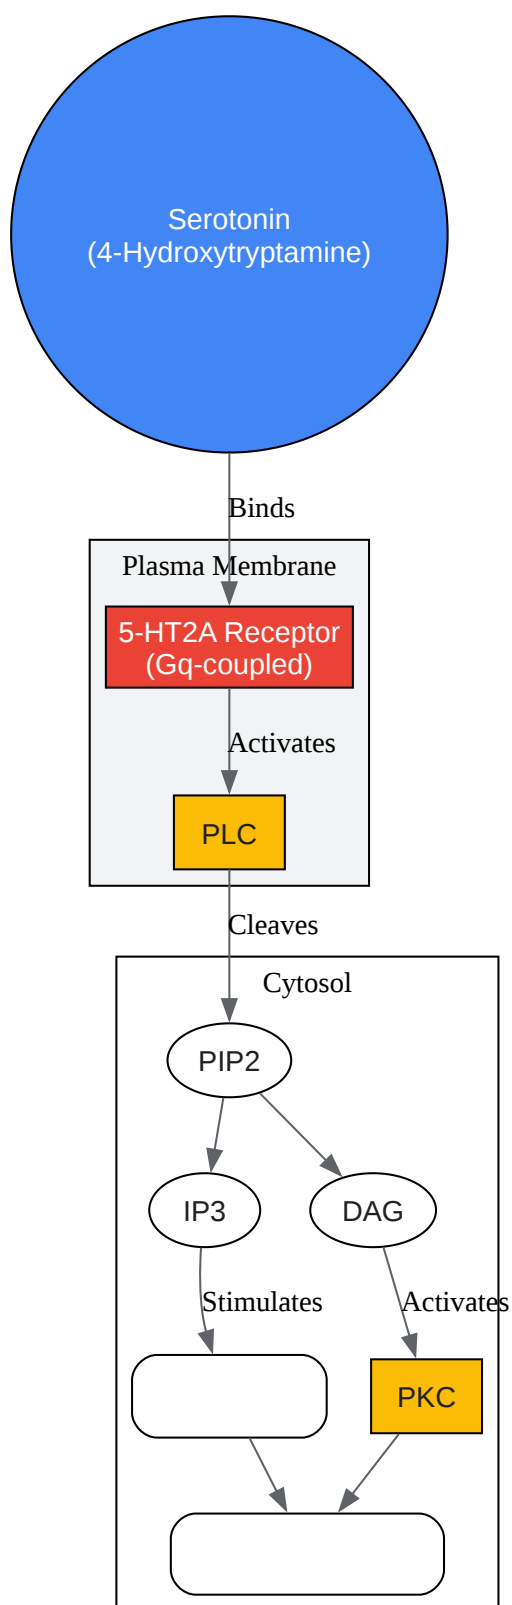 Serotonin
(4-Hydroxytryptamine)
Binds
Plasma Membrane
5-HT2A Receptor
(Gq-coupled)
Activates
PLC
Cleaves
Cytosol
PIP2
IP3
DAG
Stimulates
Activates
PKC